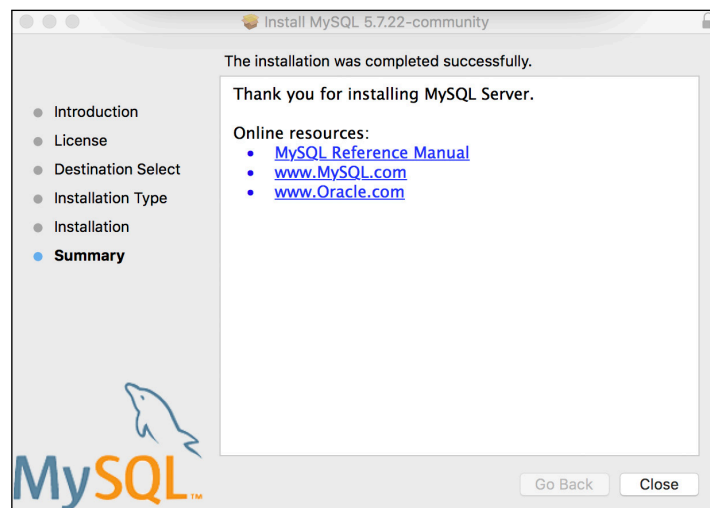 Install MySQL 5.7.22-community
The installation was completed successfully.
Introduction
License
Destination Select
Installation Type
Installation
Summary
Thank you for installing MySQL Server.
Online resources:
MySQL Reference Manual
www.MySQL.com
www.Oracle.com
MySQL™
Go Back
Close